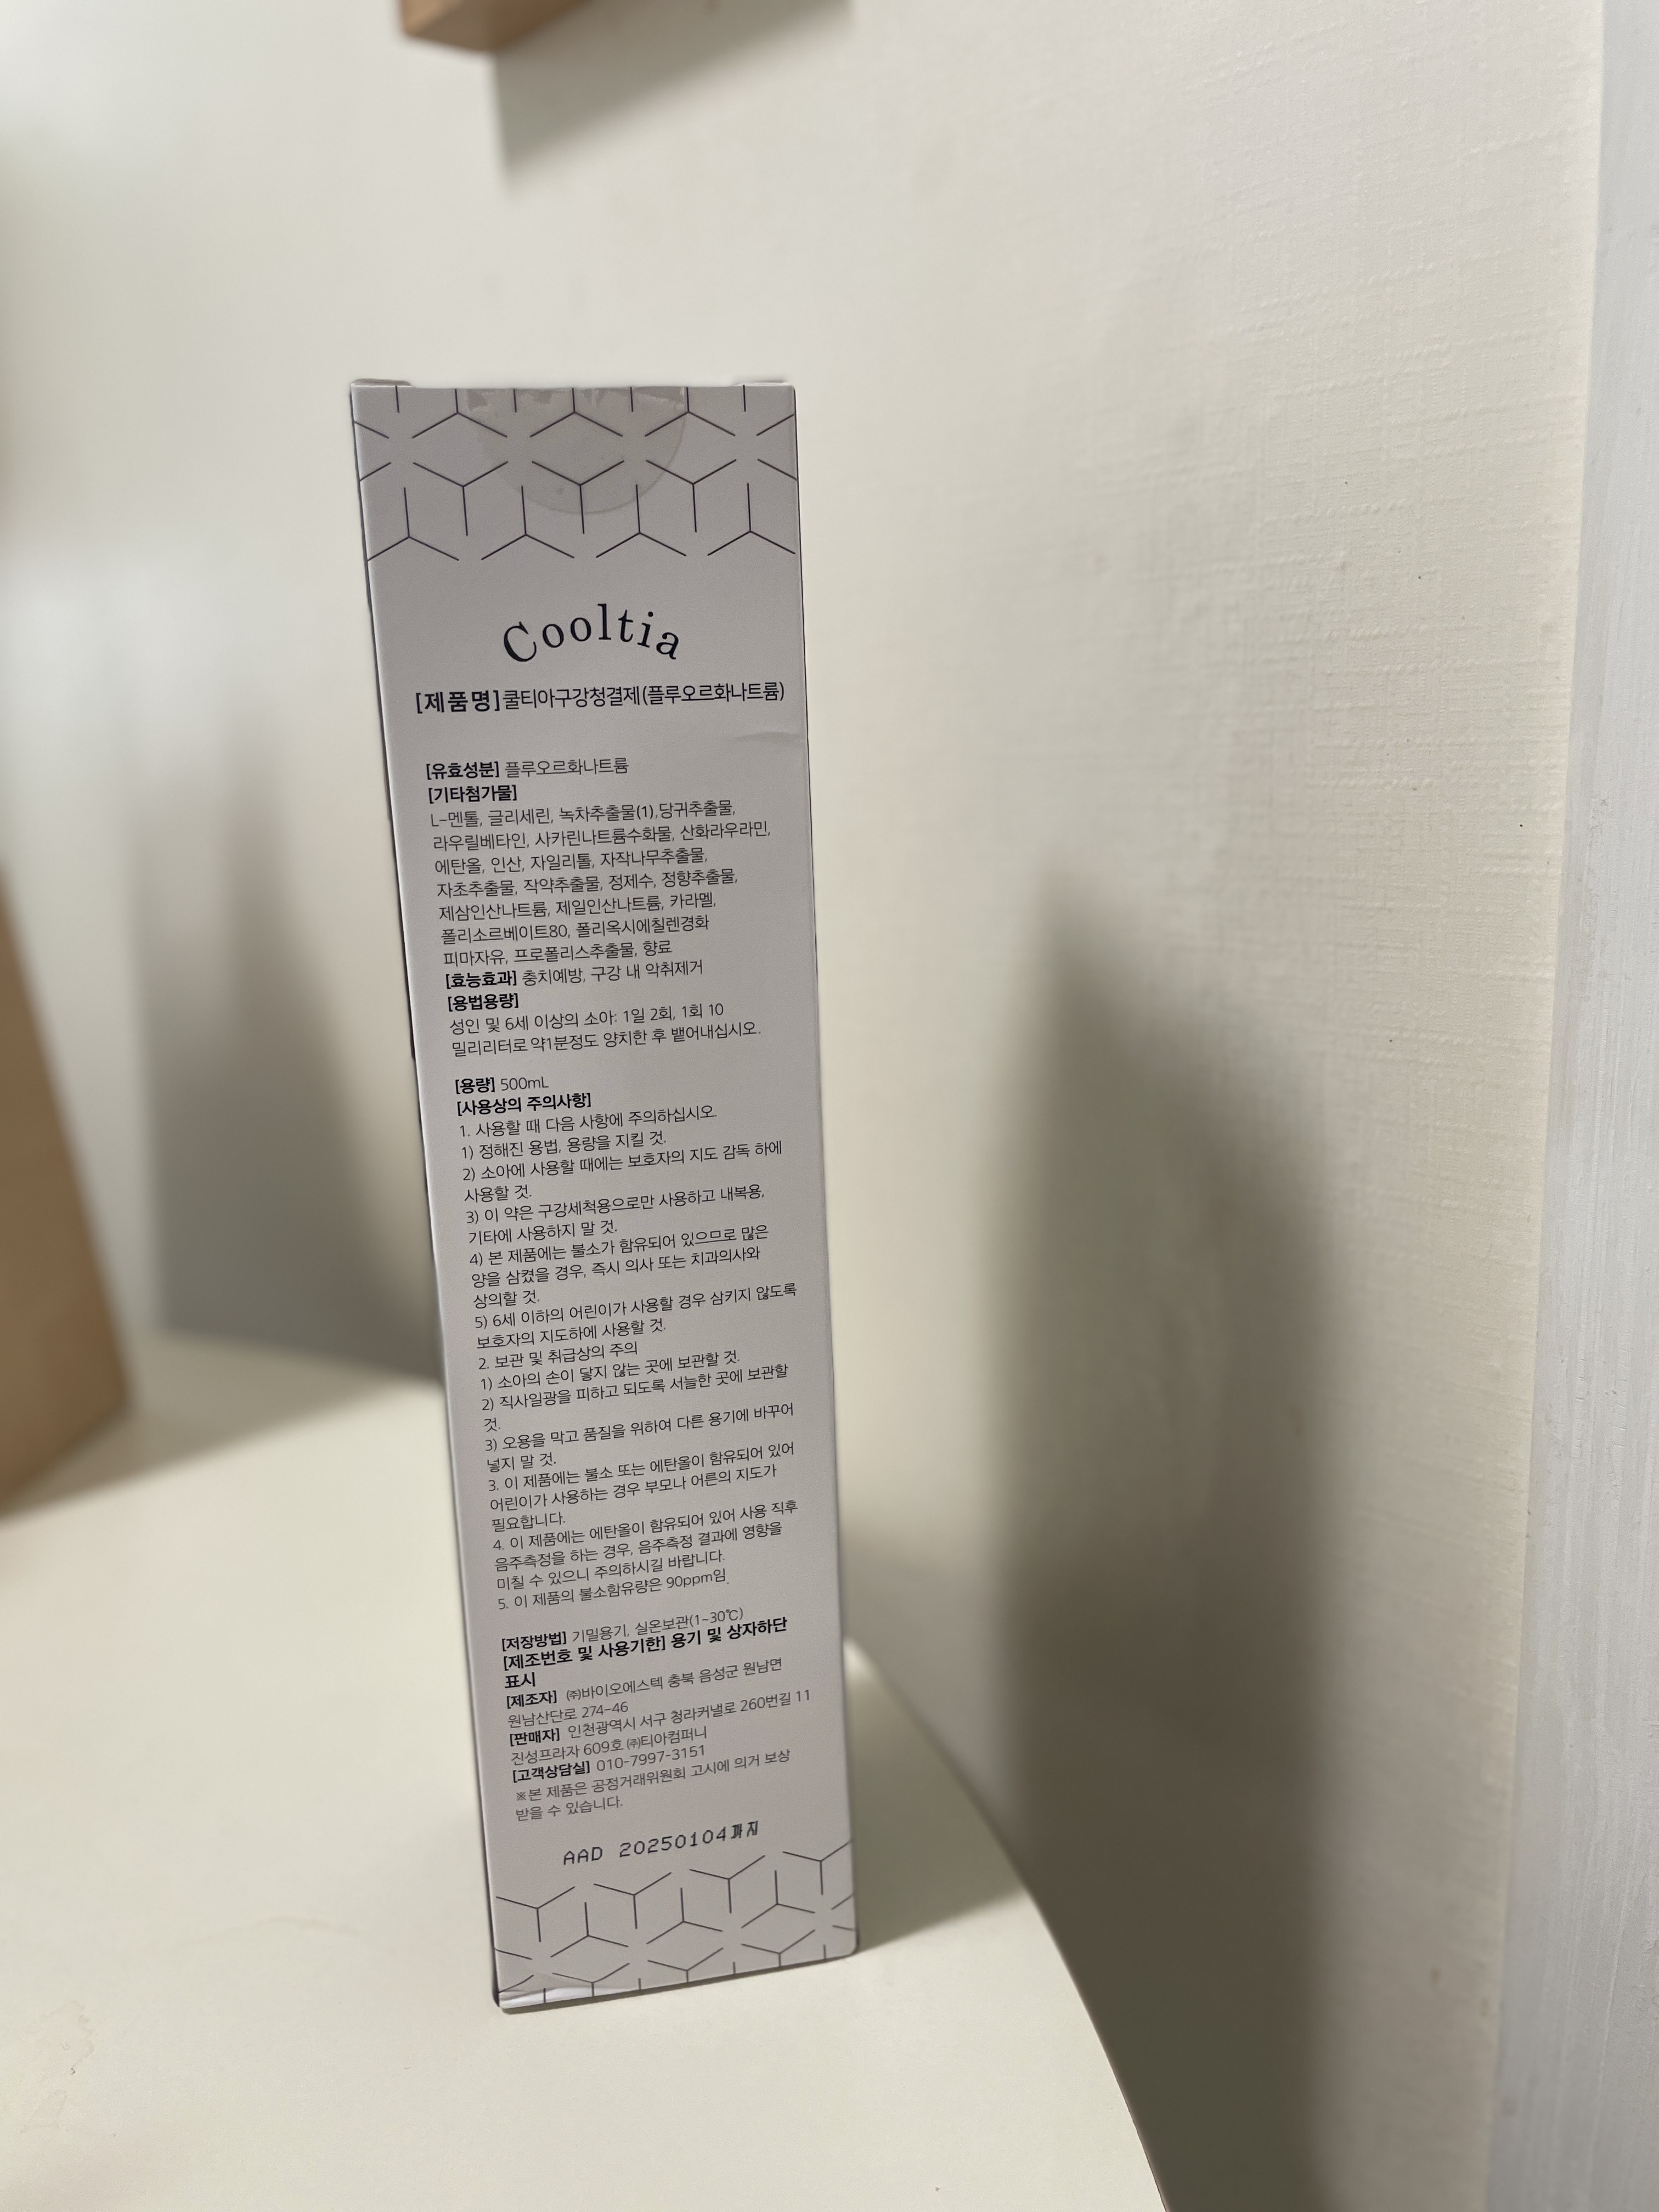 Cooltia
[제품명]쿨티아구강청결제(플루오르화나트륨)
[유효성분] 플루오르화나트륨
[기타첨가물]
L-멘톨, 글리세린, 녹차추출물(1),당귀추출물,
라우릴베타인, 사카린나트륨수화물, 산화라우라민,
에탄올, 인산, 자일리톨, 자작나무추출물,
자초추출물, 작약추출물, 정제수, 정향추출물,
제삼인산나트륨, 제일인산나트륨, 카라멜,
폴리소르베이트80, 폴리옥시에칠렌경화
피마자유, 프로폴리스추출물, 향료
[효능효과] 충치예방, 구강 내 악취제거
[용법용량]
성인 및 6세 이상의 소아: 1일 2회, 1회 10
밀리리터로 약1분정도 양치한 후 뱉어내십시오.
[용량] 500mL
[사용상의 주의사항]
1. 사용할 때 다음 사항에 주의하십시오.
1) 정해진 용법, 용량을 지킬 것.
2) 소아에 사용할 때에는 보호자의 지도 감독 하에
사용할 것.
3) 이 약은 구강세척용으로만 사용하고 내복용,
기타에 사용하지 말 것.
4) 본 제품에는 불소가 함유되어 있으므로 많은
양을 삼켰을 경우, 즉시 의사 또는 치과의사와
상의할 것.
5) 6세 이하의 어린이가 사용할 경우 삼키지 않도록
보호자의 지도하에 사용할 것.
2. 보관 및 취급상의 주의
1) 소아의 손이 닿지 않는 곳에 보관할 것.
2) 직사일광을 피하고 되도록 서늘한 곳에 보관할
것.
3) 오용을 막고 품질을 위하여 다른 용기에 바꾸어
넣지 말 것.
3. 이 제품에는 불소 또는 에탄올이 함유되어 있어
어린이가 사용하는 경우 부모나 어른의 지도가
필요합니다.
4. 이 제품에는 에탄올이 함유되어 있어 사용 직후
음주측정을 하는 경우, 음주측정 결과에 영향을
미칠 수 있으니 주의하시길 바랍니다.
5. 이 제품의 불소함유량은 90ppm임.
[저장방법] 기밀용기, 실온보관(1~30℃)
[제조번호 및 사용기한] 용기 및 상자하단
표시
[제조자] ㈜바이오에스텍 충북 음성군 원남면
원남산단로 274-46
[판매자] 인천광역시 서구 청라커낼로 260번길 11
진성프라자 609호 ㈜티아컴퍼니
[고객상담실] 010-7997-3151
※본 제품은 공정거래위원회 고시에 의거 보상
받을 수 있습니다.
AAD 20250104까지